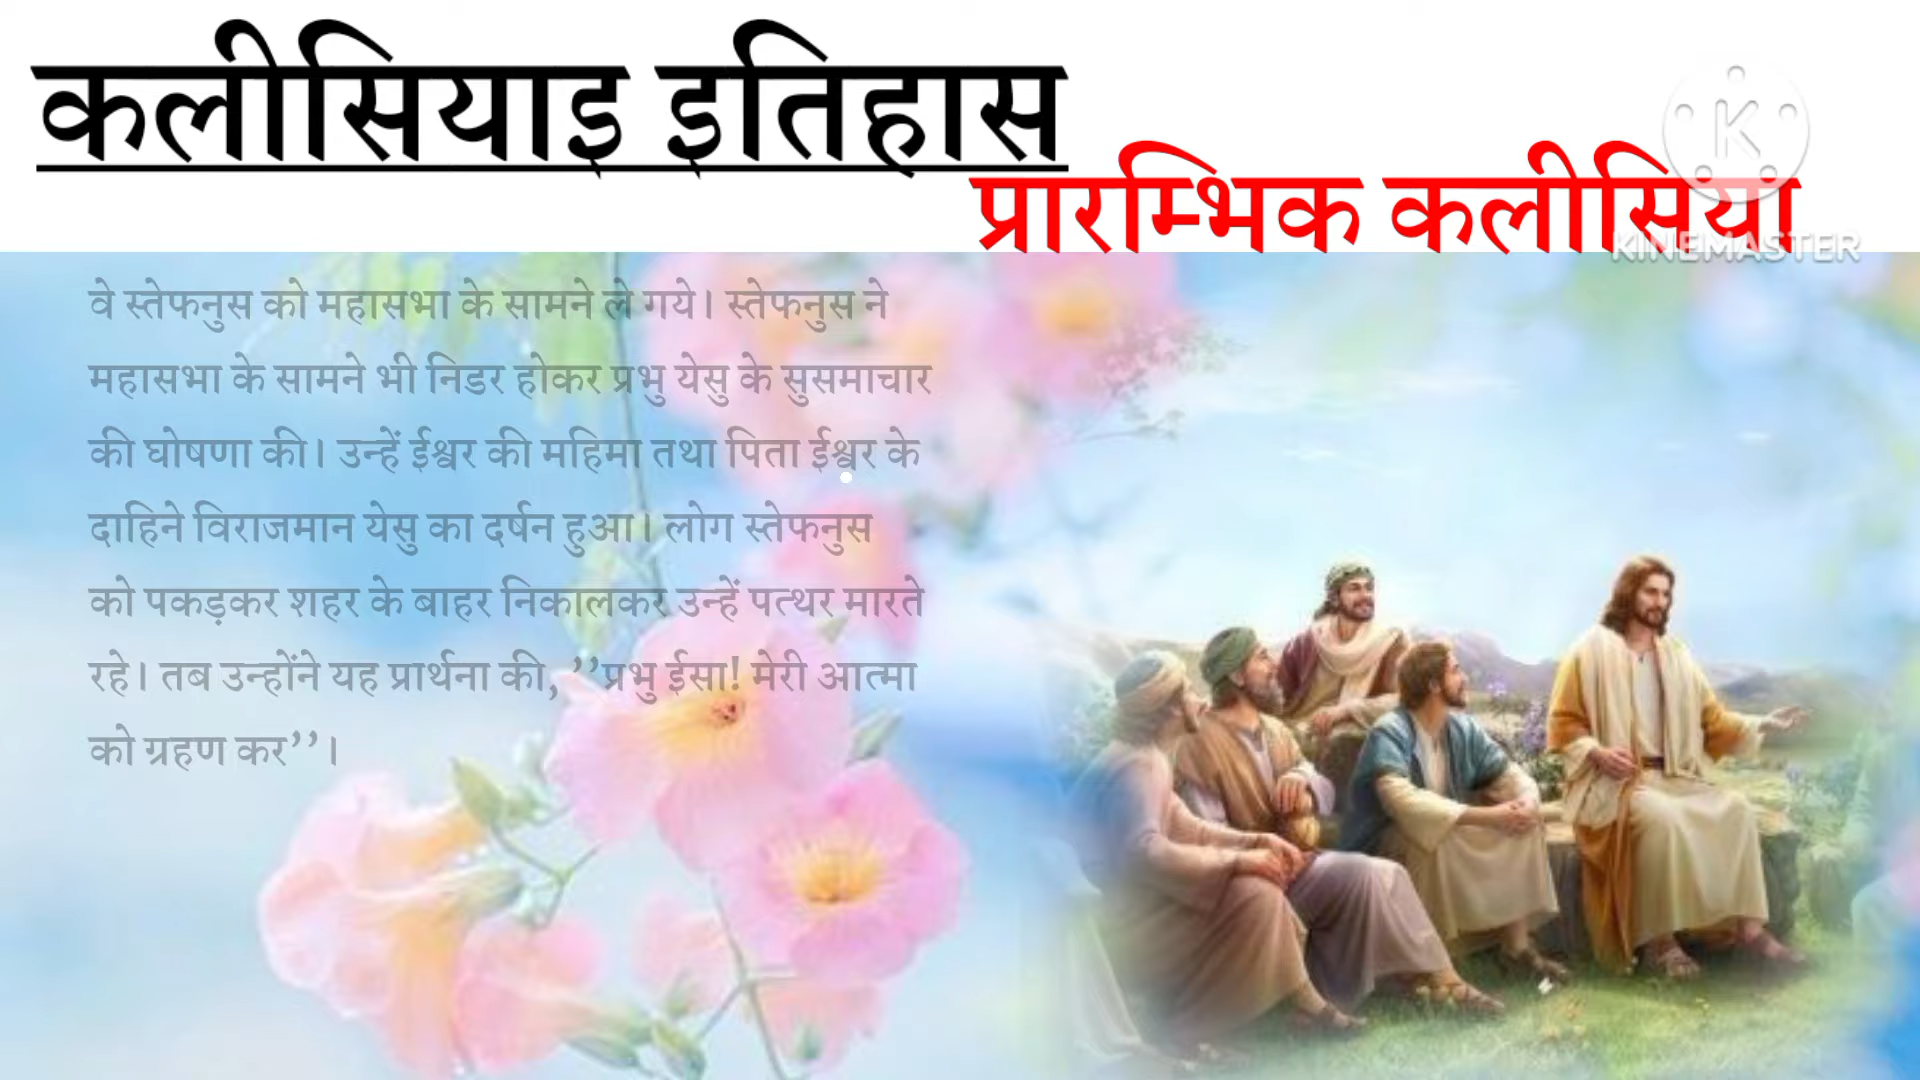 कलीसियाइ इतिहास
प्रारम्भिक कलीसिया
K
KINEMASTER
वे स्तेफनुस को महासभा के सामने ले गये। स्तेफनुस ने
महासभा के सामने भी निडर होकर प्रभु येसु के सुसमाचार
की घोषणा की। उन्हें ईश्वर की महिमा तथा पिता ईश्वर के
दाहिने विराजमान येसु का दर्षन हुआ। लोग स्तेफनुस
को पकड़कर शहर के बाहर निकालकर उन्हें पत्थर मारते
रहे। तब उन्होंने यह प्रार्थना की, ’’प्रभु ईसा! मेरी आत्मा
को ग्रहण कर’’।